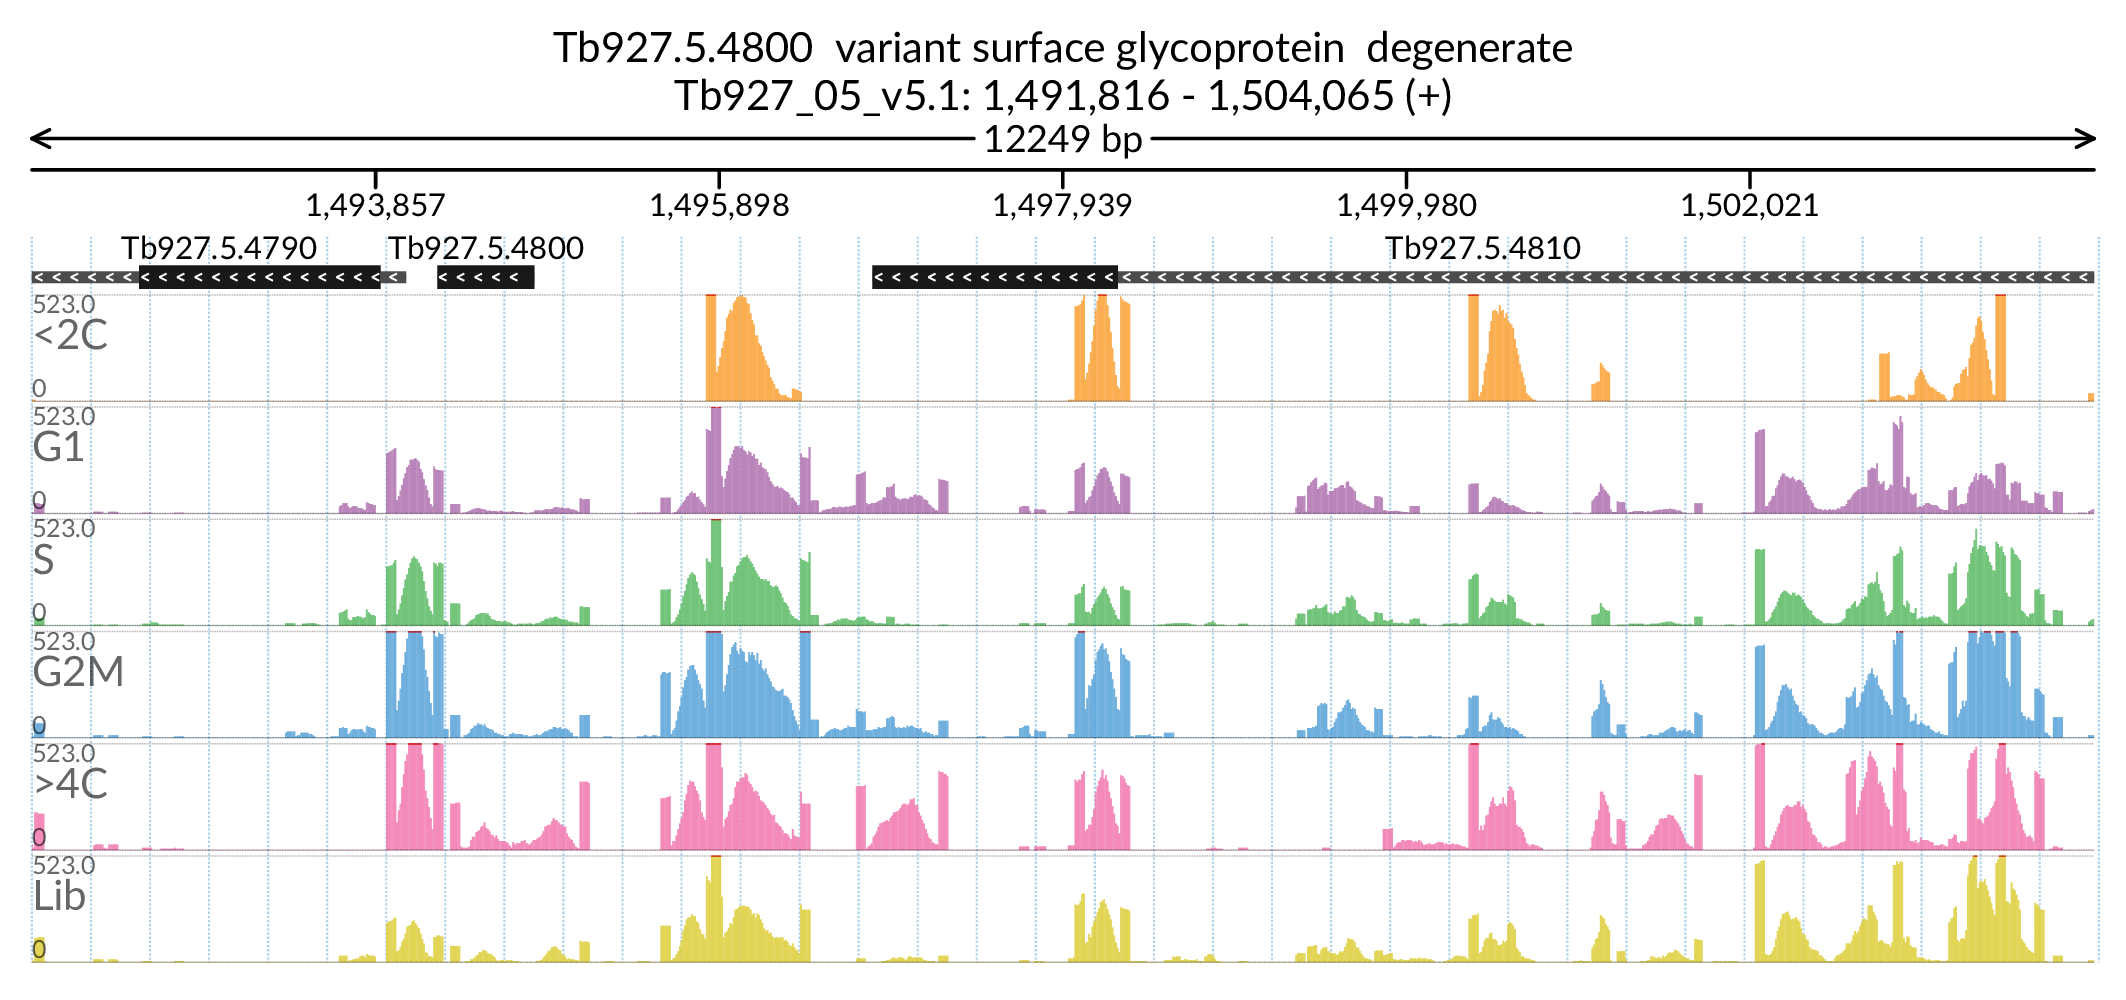 Tb927.5.4800  variant surface glycoprotein  degenerate
Tb927_05_v5.1: 1,491,816 - 1,504,065 (+)
12249 bp
1,493,857 1,495,898 1,497,939 1,499,980 1,502,021
Tb927.5.4790 Tb927.5.4800 Tb927.5.4810
523.0
<2C
0
523.0
G1
0
523.0
S
0
523.0
G2M
0
523.0
>4C
0
523.0
Lib
0